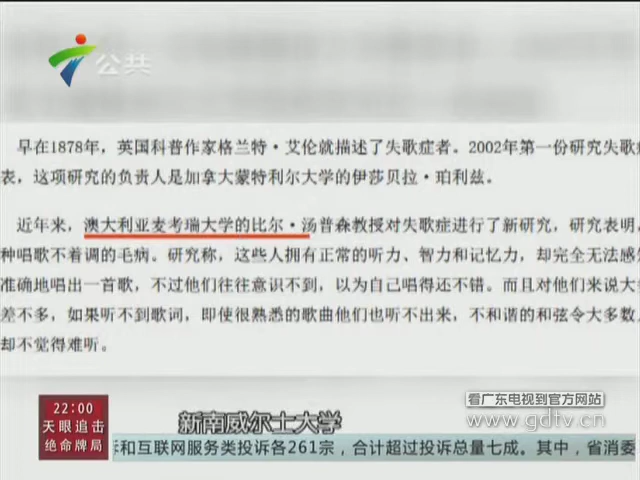 公共
早在1878年，英国科普作家格兰特·艾伦就描述了失歌症者。2002年第一份研究失歌症
表，这项研究的负责人是加拿大蒙特利尔大学的伊莎贝拉·珀利兹。
近年来，澳大利亚麦考瑞大学的比尔·汤普森教授对失歌症进行了新研究，研究表明，
种唱歌不着调的毛病。研究称，这些人拥有正常的听力、智力和记忆力，却完全无法感知
准确地唱出一首歌，不过他们往往意识不到，以为自己唱得还不错。而且对他们来说大多
差不多，如果听不到歌词，即使很熟悉的歌曲他们也听不出来，不和谐的和弦令大多数人
却不觉得难听。
看广东电视到官方网站
www.gdtv.cn
22:00
天眼追击
绝命牌局
新南威尔士大学
诉和互联网服务类投诉各261宗，合计超过投诉总量七成。其中，省消委